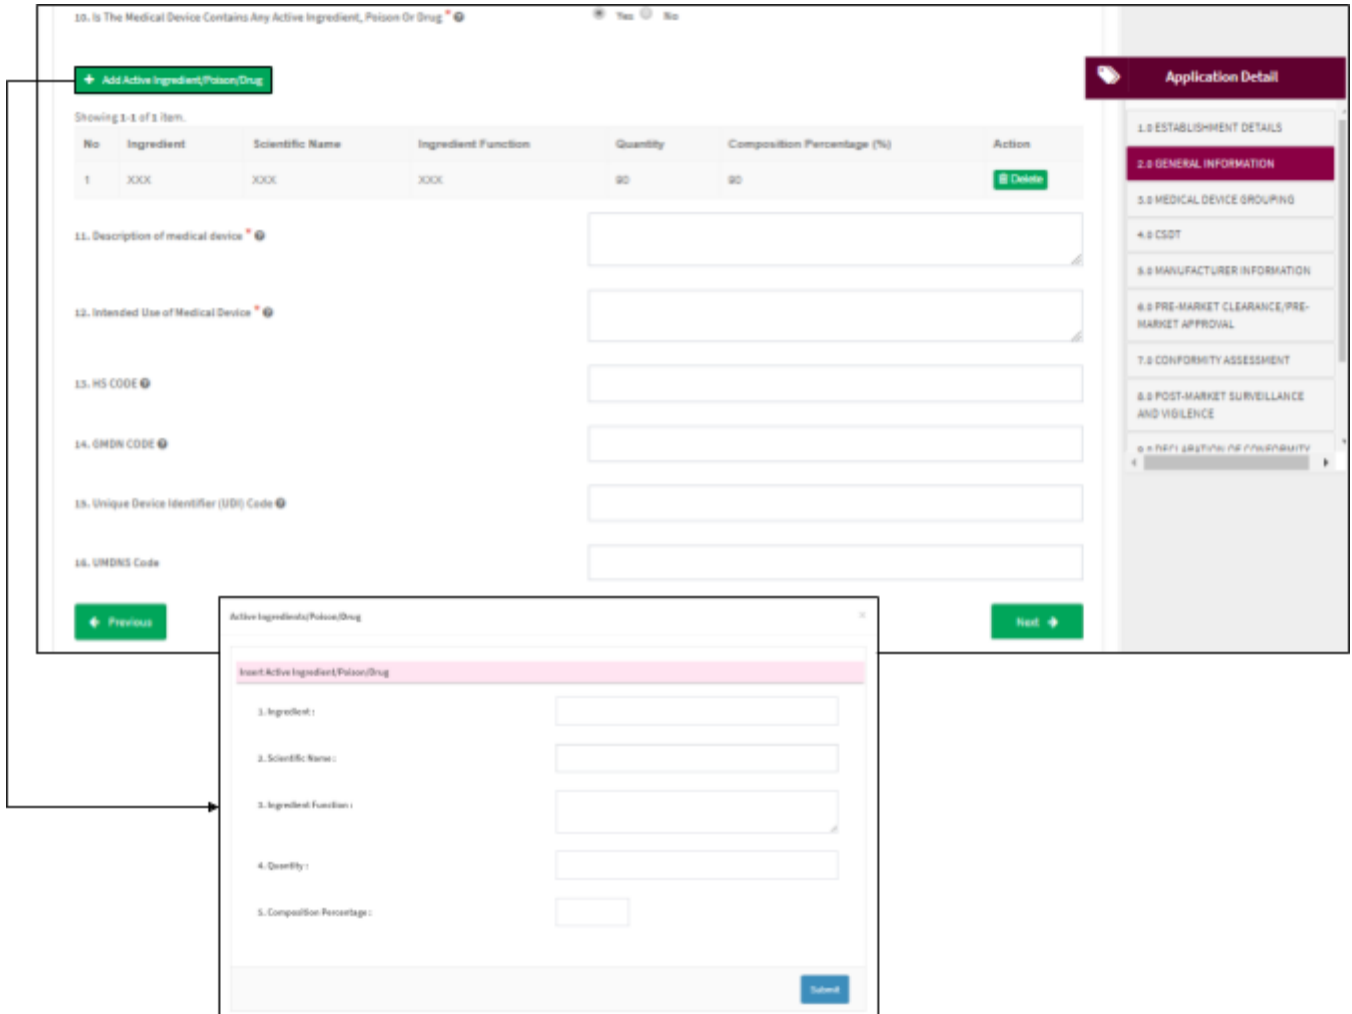 10. Is The Medical Device Contains Any Active Ingredient, Poison Or Drug *
Yes No
+ Add Active Ingredient/Poison/Drug
Showing 1-1 of 1 item.
No Ingredient Scientific Name Ingredient Function Quantity Composition Percentage (%) Action
1 XXX XXX XXX 90 90 Delete
11. Description of medical device *
12. Intended Use of Medical Device *
13. HS CODE
14. GMDN CODE
15. Unique Device Identifier (UDI) Code
16. UMDNS Code
Previous
Next
Application Detail
1.0 ESTABLISHMENT DETAILS
2.0 GENERAL INFORMATION
3.0 MEDICAL DEVICE GROUPING
4.0 CSDT
5.0 MANUFACTURER INFORMATION
6.0 PRE-MARKET CLEARANCE/PRE-
MARKET APPROVAL
7.0 CONFORMITY ASSESSMENT
8.0 POST-MARKET SURVEILLANCE
AND VIGILENCE
9.0 DECLARATION OF CONFORMITY
Active Ingredients/Poison/Drug ×
Insert Active Ingredient/Poison/Drug
1. Ingredient :
2. Scientific Name :
3. Ingredient Function :
4. Quantity :
5. Composition Percentage :
Submit